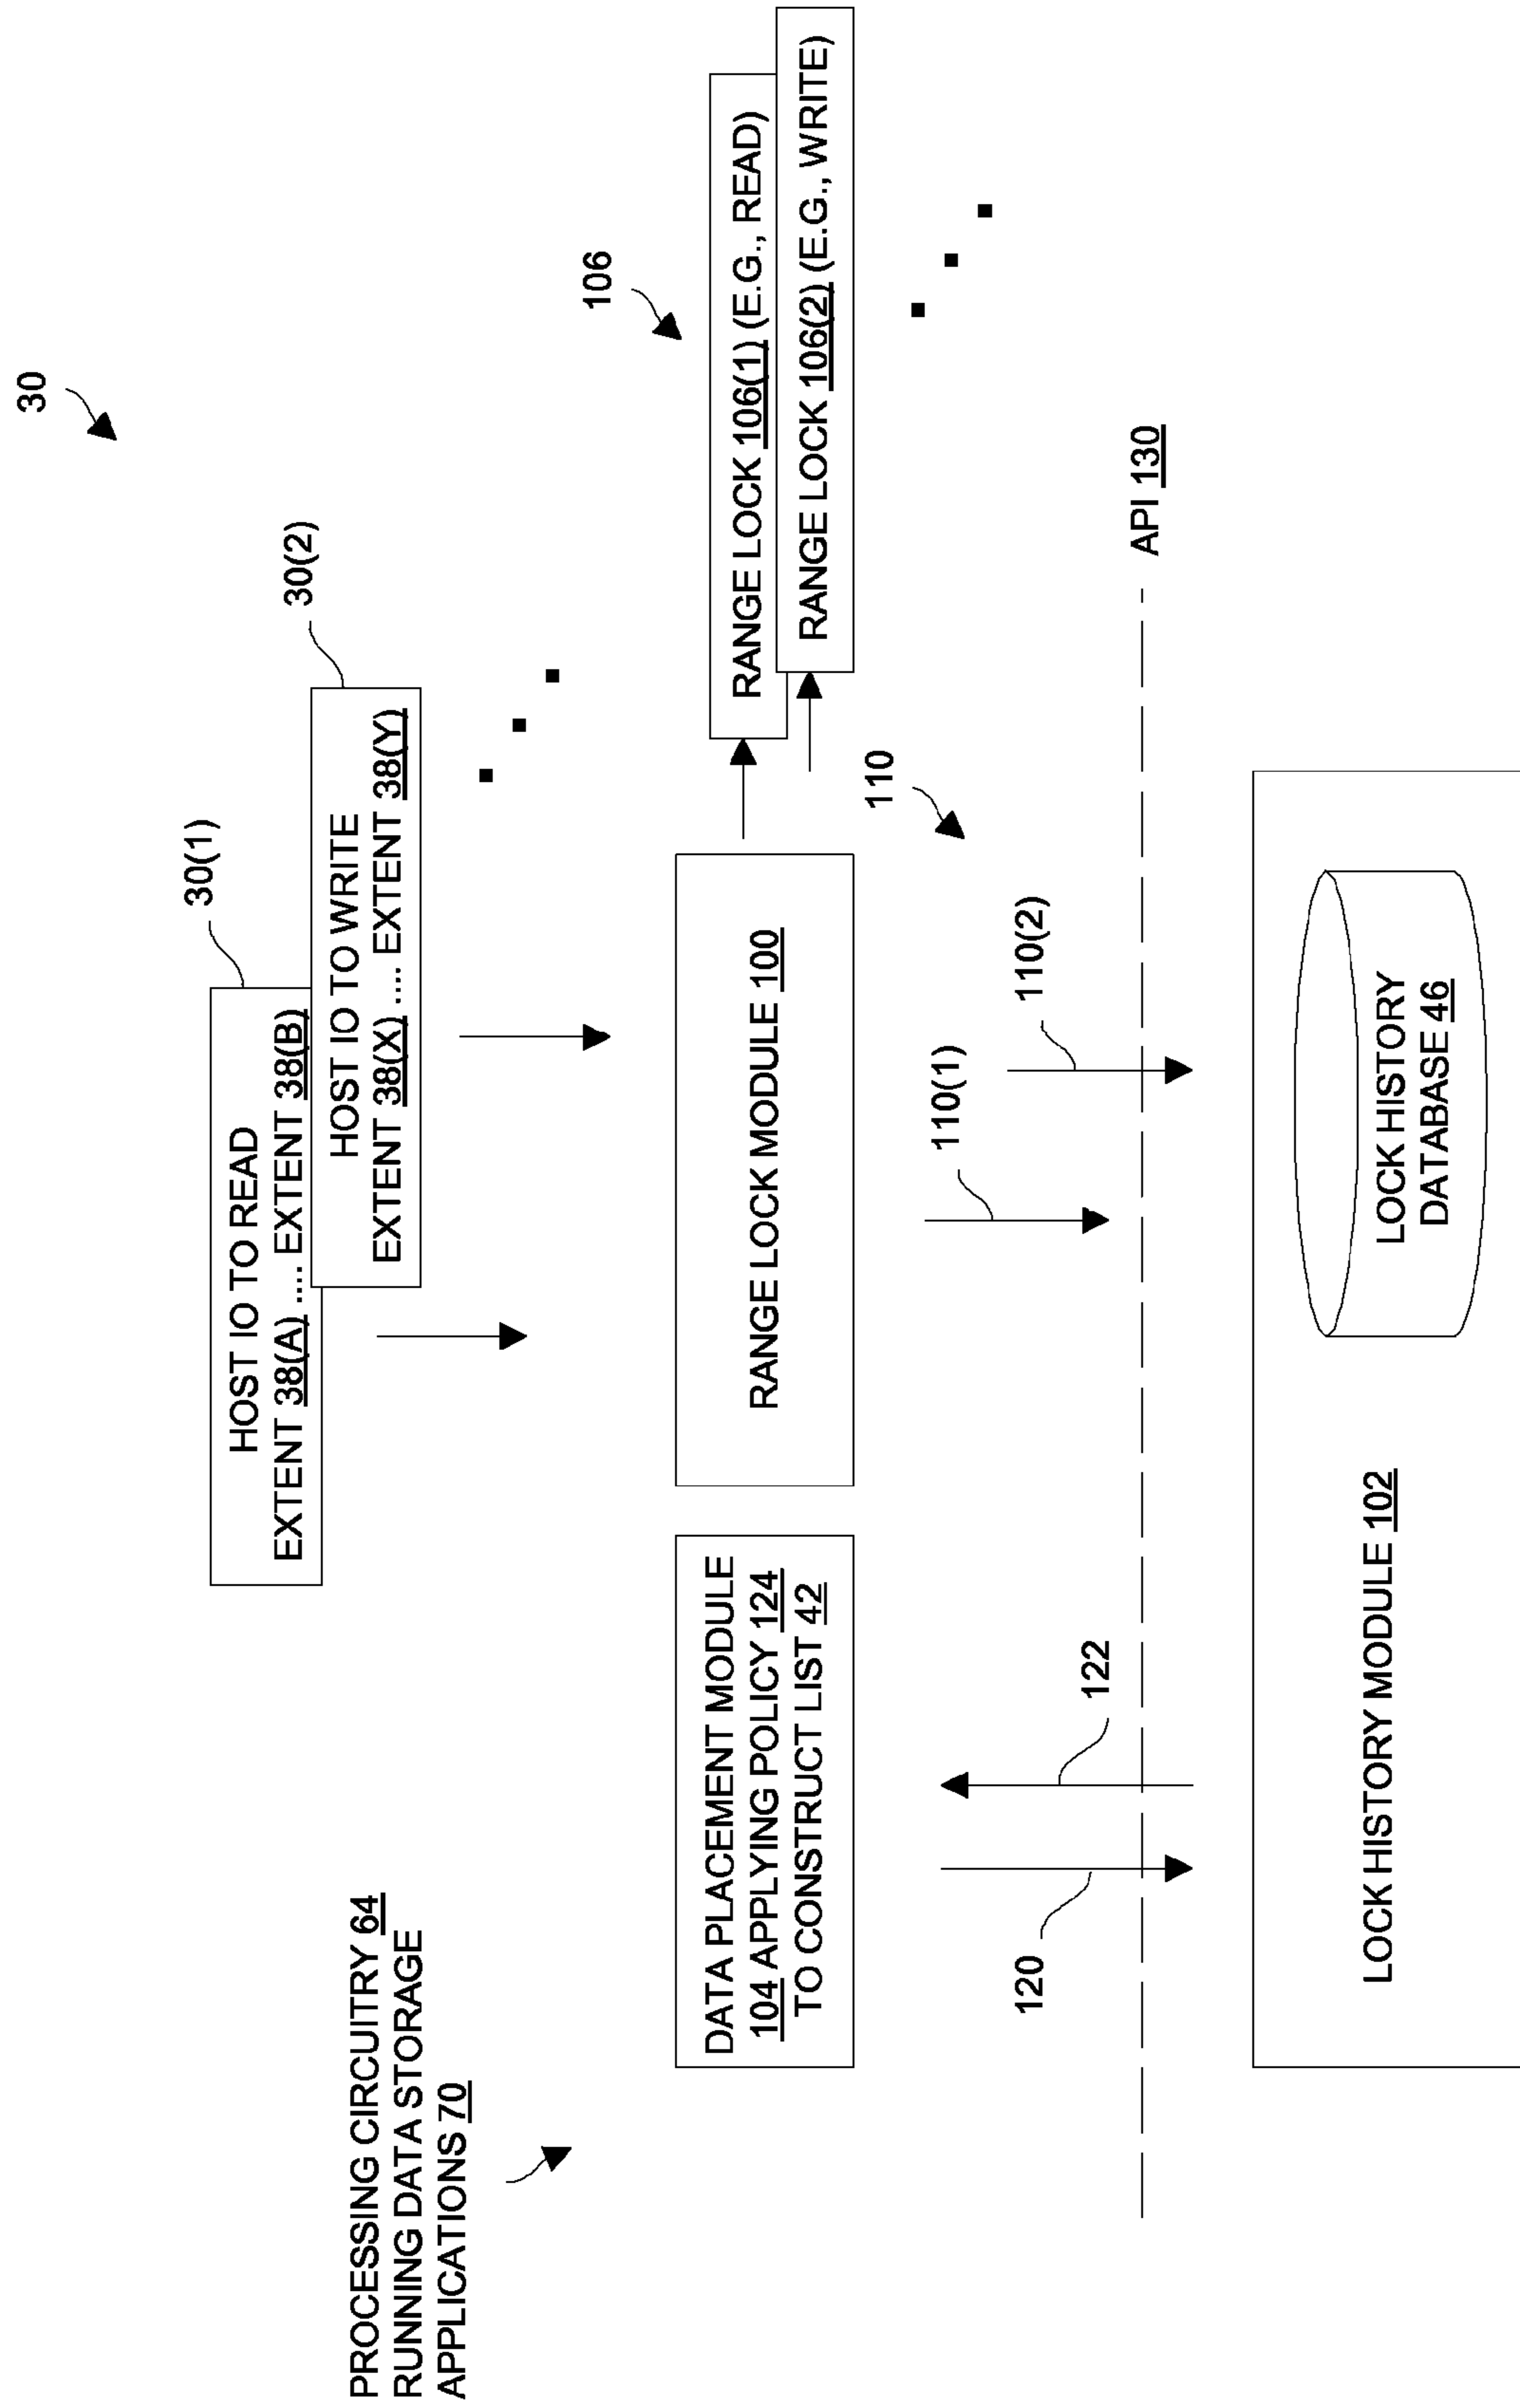 30
30(1)
HOST IO TO READ
EXTENT 38(A) .... EXTENT 38(B)
30(2)
HOST IO TO WRITE
EXTENT 38(X) .... EXTENT 38(Y)
PROCESSING CIRCUITRY 64
RUNNING DATA STORAGE
APPLICATIONS 70
106
RANGE LOCK 106(1) (E.G., READ)
RANGE LOCK 106(2) (E.G., WRITE)
DATA PLACEMENT MODULE
104 APPLYING POLICY 124
TO CONSTRUCT LIST 42
RANGE LOCK MODULE 100
110
110(1)
110(2)
120
122
API 130
LOCK HISTORY MODULE 102
LOCK HISTORY
DATABASE 46